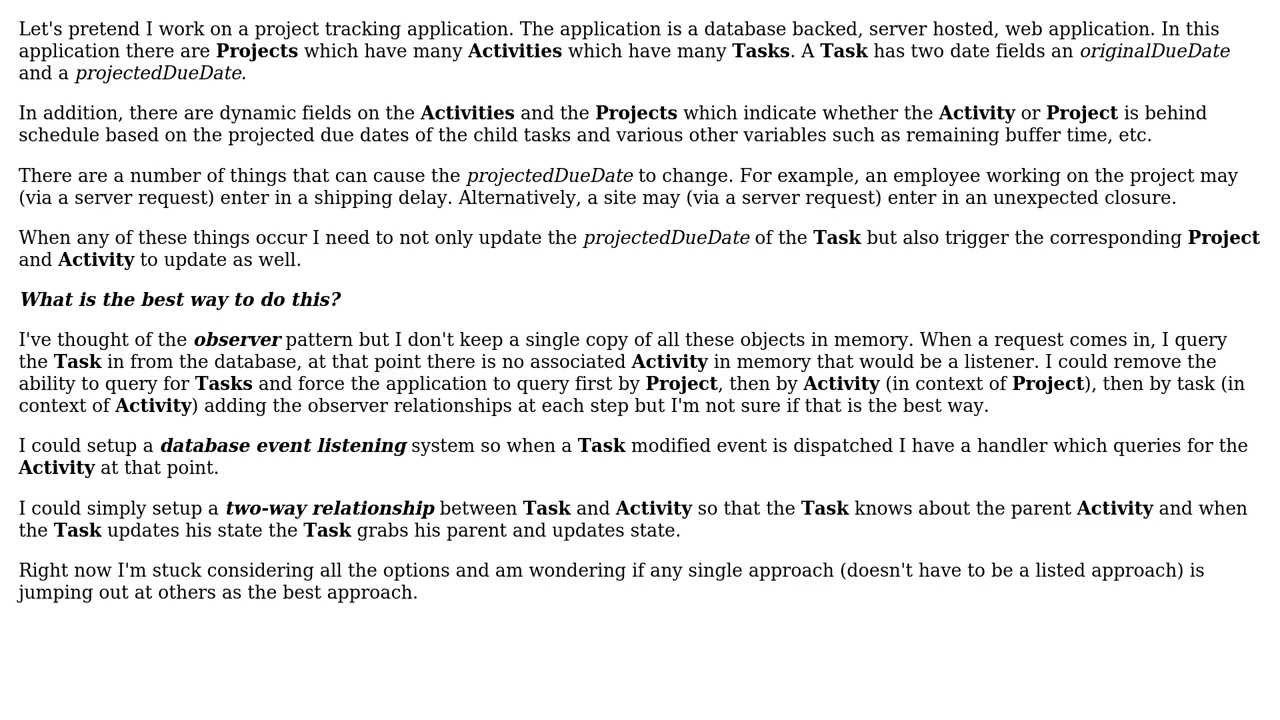 Let's pretend I work on a project tracking application. The application is a database backed, server hosted, web application. In this
application there are Projects which have many Activities which have many Tasks. A Task has two date fields an originalDueDate
and a projectedDueDate.
In addition, there are dynamic fields on the Activities and the Projects which indicate whether the Activity or Project is behind
schedule based on the projected due dates of the child tasks and various other variables such as remaining buffer time, etc.
There are a number of things that can cause the projectedDueDate to change. For example, an employee working on the project may
(via a server request) enter in a shipping delay. Alternatively, a site may (via a server request) enter in an unexpected closure.
When any of these things occur I need to not only update the projectedDueDate of the Task but also trigger the corresponding Project
and Activity to update as well.
What is the best way to do this?
I've thought of the observer pattern but I don't keep a single copy of all these objects in memory. When a request comes in, I query
the Task in from the database, at that point there is no associated Activity in memory that would be a listener. I could remove the
ability to query for Tasks and force the application to query first by Project, then by Activity (in context of Project), then by task (in
context of Activity) adding the observer relationships at each step but I'm not sure if that is the best way.
I could setup a database event listening system so when a Task modified event is dispatched I have a handler which queries for the
Activity at that point.
I could simply setup a two-way relationship between Task and Activity so that the Task knows about the parent Activity and when
the Task updates his state the Task grabs his parent and updates state.
Right now I'm stuck considering all the options and am wondering if any single approach (doesn't have to be a listed approach) is
jumping out at others as the best approach.